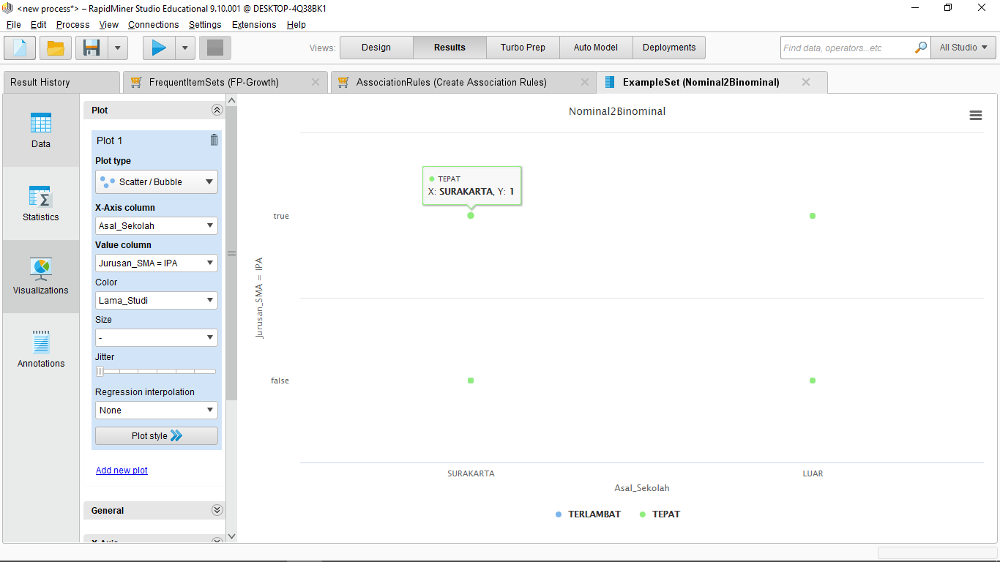 <new process*> – RapidMiner Studio Educational 9.10.001 @ DESKTOP-4Q38BK1
File Edit Process View Connections Settings Extensions Help
Views: Design Results Turbo Prep Auto Model Deployments Find data, operators...etc All Studio
Result History FrequentItemSets (FP-Growth) AssociationRules (Create Association Rules) ExampleSet (Nominal2Binominal)
Data
Statistics
Visualizations
Annotations
Plot
Plot 1
Plot type
Scatter / Bubble
X-Axis column
Asal_Sekolah
Value column
Jurusan_SMA = IPA
Color
Lama_Studi
Size
-
Jitter
Regression interpolation
None
Plot style
Add new plot
General
X-Axis
Nominal2Binominal
TEPAT
X: SURAKARTA, Y: 1
true
Jurusan_SMA = IPA
false
SURAKARTA LUAR
Asal_Sekolah
TERLAMBAT TEPAT